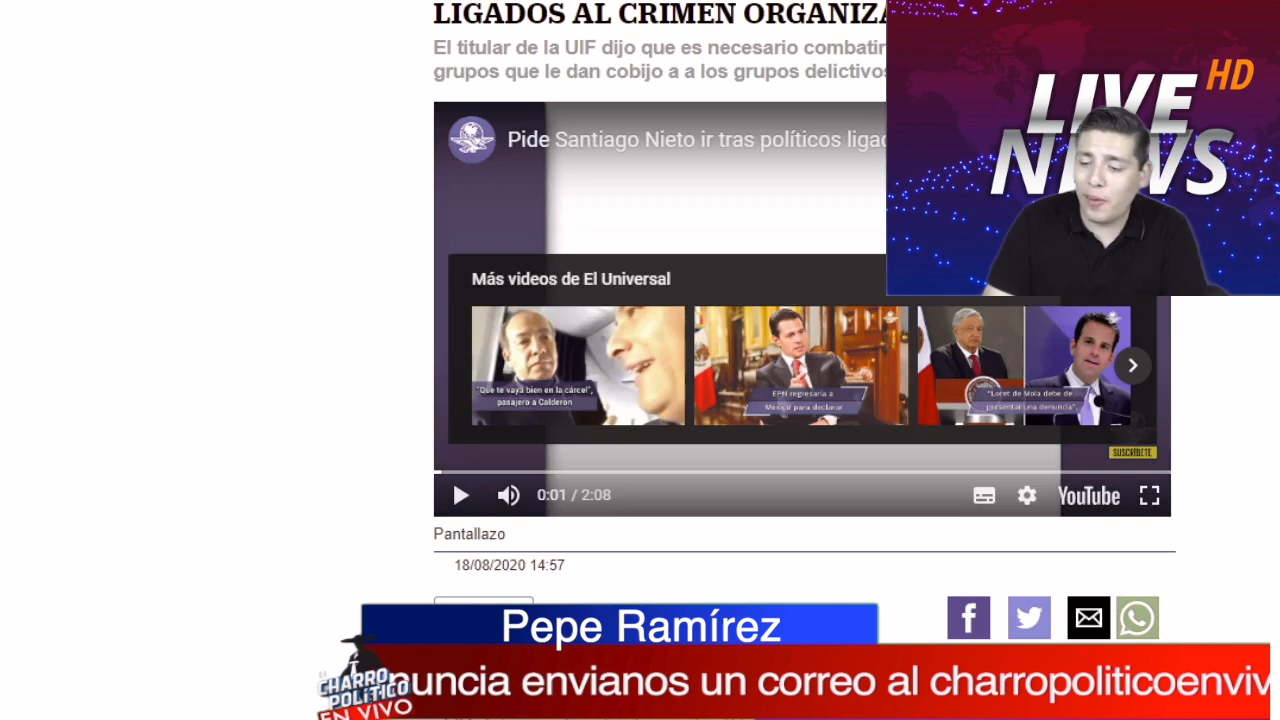 LIGADOS AL CRIMEN ORGANIZA
El titular de la UIF dijo que es necesario combatir
grupos que le dan cobijo a a los grupos delictivos
LIVE HD
NEWS
Pide Santiago Nieto ir tras políticos ligad
Más videos de El Universal
"Que te vaya bien en la cárcel",
pasajero a Calderón
EPN regresaría a
México para declarar
"Loret de Mola debe de
presentar una denuncia",
SUSCRÍBETE
0:01 / 2:08
YouTube
Pantallazo
18/08/2020 14:57
Pepe Ramírez
nuncia envianos un correo al charropoliticoenviv
CHARRO
POLÍTICO
EN VIVO